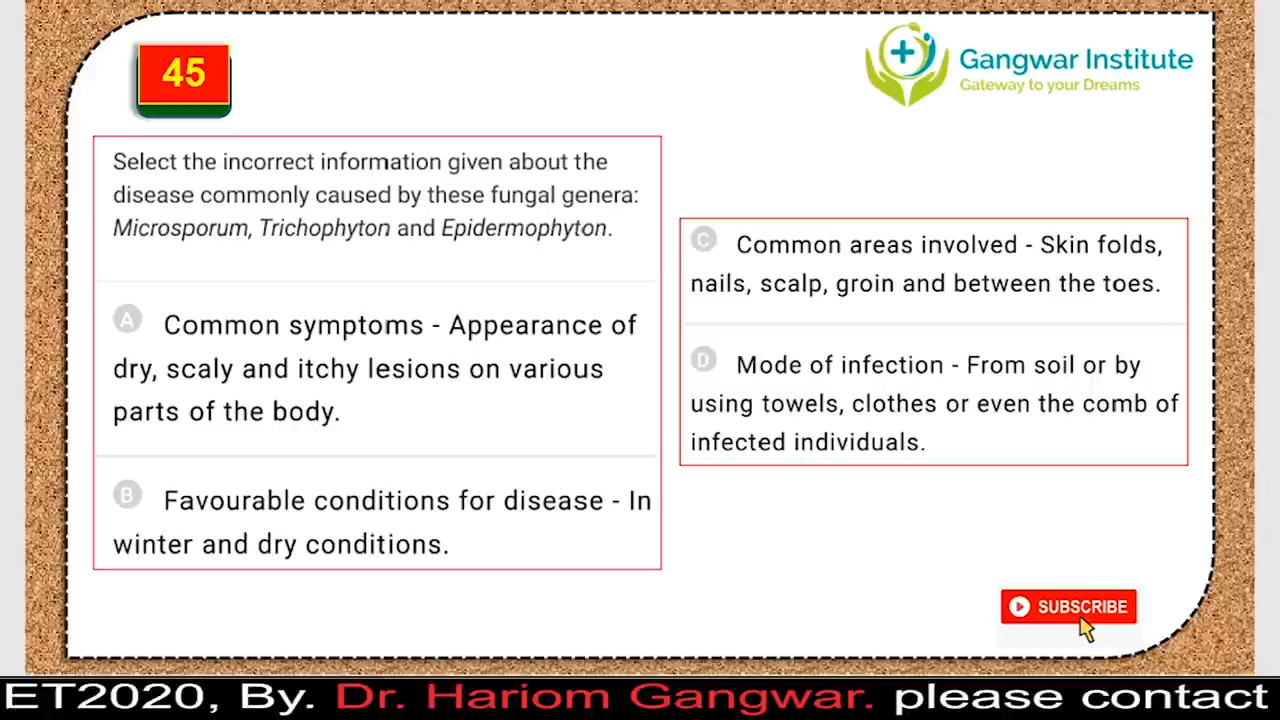 45
Gangwar Institute
Gateway to your Dreams
Select the incorrect information given about the
disease commonly caused by these fungal genera:
Microsporum, Trichophyton and Epidermophyton.
A Common symptoms - Appearance of
dry, scaly and itchy lesions on various
parts of the body.
B Favourable conditions for disease - In
winter and dry conditions.
C Common areas involved - Skin folds,
nails, scalp, groin and between the toes.
D Mode of infection - From soil or by
using towels, clothes or even the comb of
infected individuals.
SUBSCRIBE
ET2020, By. Dr. Hariom Gangwar. please contact